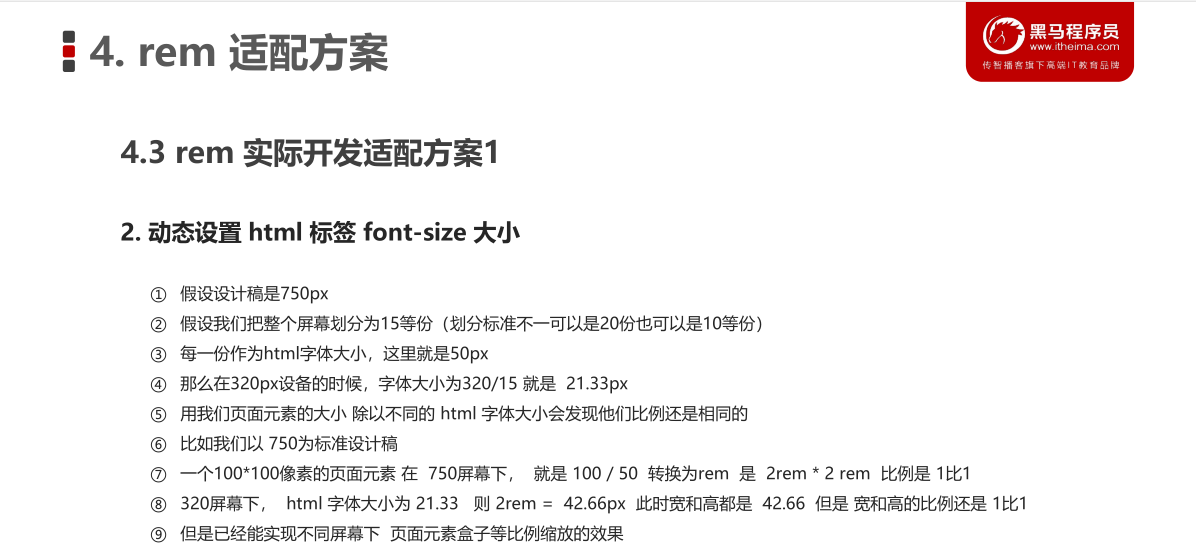 4. rem 适配方案
黑马程序员
www.itheima.com
传智播客旗下高端IT教育品牌
4.3 rem 实际开发适配方案1
2. 动态设置 html 标签 font-size 大小
① 假设设计稿是750px
② 假设我们把整个屏幕划分为15等份（划分标准不一可以是20份也可以是10等份）
③ 每一份作为html字体大小，这里就是50px
④ 那么在320px设备的时候，字体大小为320/15 就是 21.33px
⑤ 用我们页面元素的大小 除以不同的 html 字体大小会发现他们比例还是相同的
⑥ 比如我们以 750为标准设计稿
⑦ 一个100*100像素的页面元素 在 750屏幕下， 就是 100 / 50 转换为rem 是 2rem * 2 rem 比例是 1比1
⑧ 320屏幕下， html 字体大小为 21.33 则 2rem = 42.66px 此时宽和高都是 42.66 但是 宽和高的比例还是 1比1
⑨ 但是已经能实现不同屏幕下 页面元素盒子等比例缩放的效果